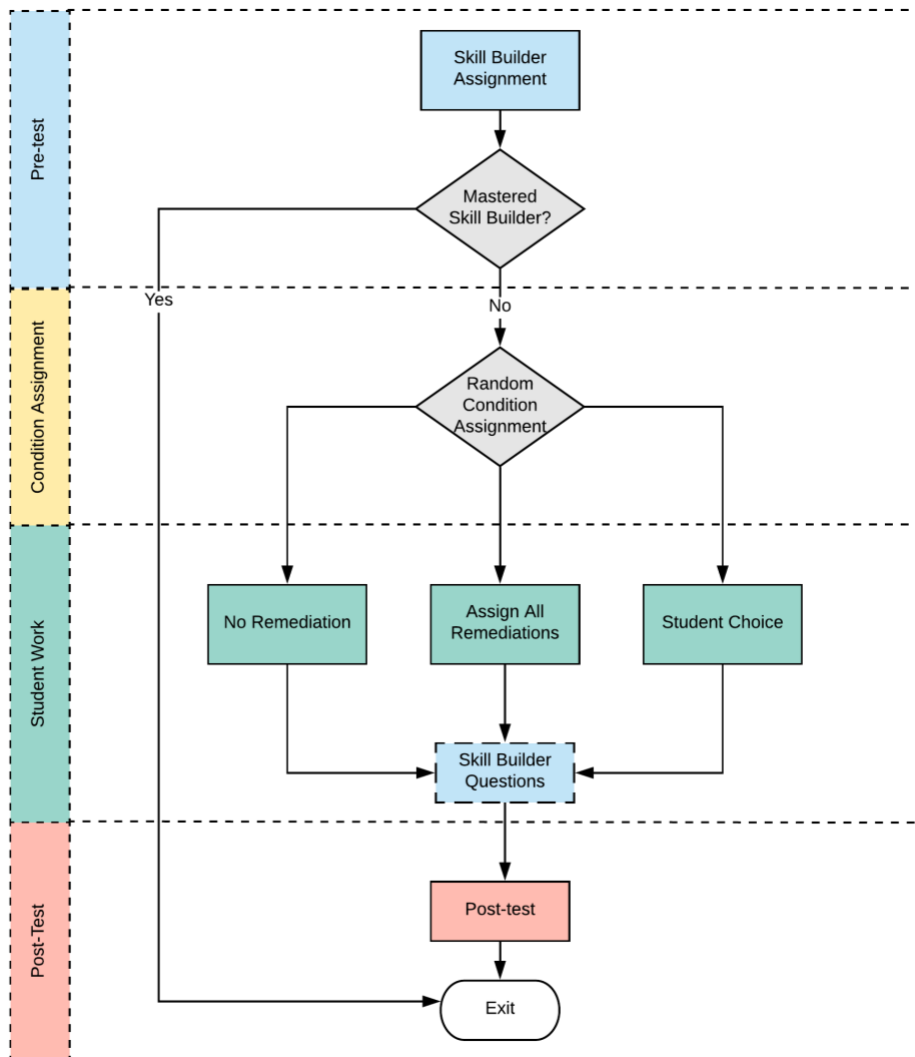 Pre-test
Skill Builder
Assignment
Mastered
Skill Builder?
Yes
No
Condition Assignment
Random
Condition
Assignment
Student Work
No Remediation
Assign All
Remediations
Student Choice
Skill Builder
Questions
Post-Test
Post-test
Exit